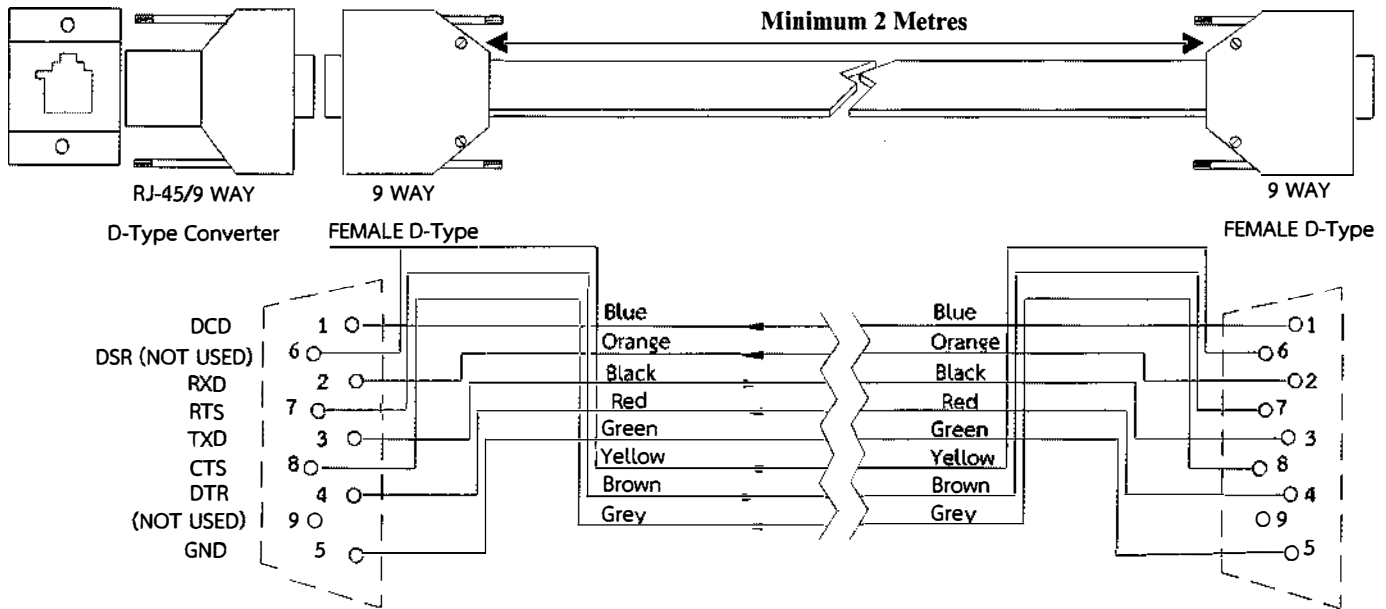 Minimum 2 Metres
RJ-45/9 WAY
D-Type Converter
9 WAY
FEMALE D-Type
9 WAY
FEMALE D-Type
DCD 1 Blue Blue 1
DSR (NOT USED) 6 Orange Orange 6
RXD 2 Black Black 2
RTS 7 Red Red 7
TXD 3 Green Green 3
CTS 8 Yellow Yellow 8
DTR 4 Brown Brown 4
(NOT USED) 9 Grey Grey 9
GND 5 5